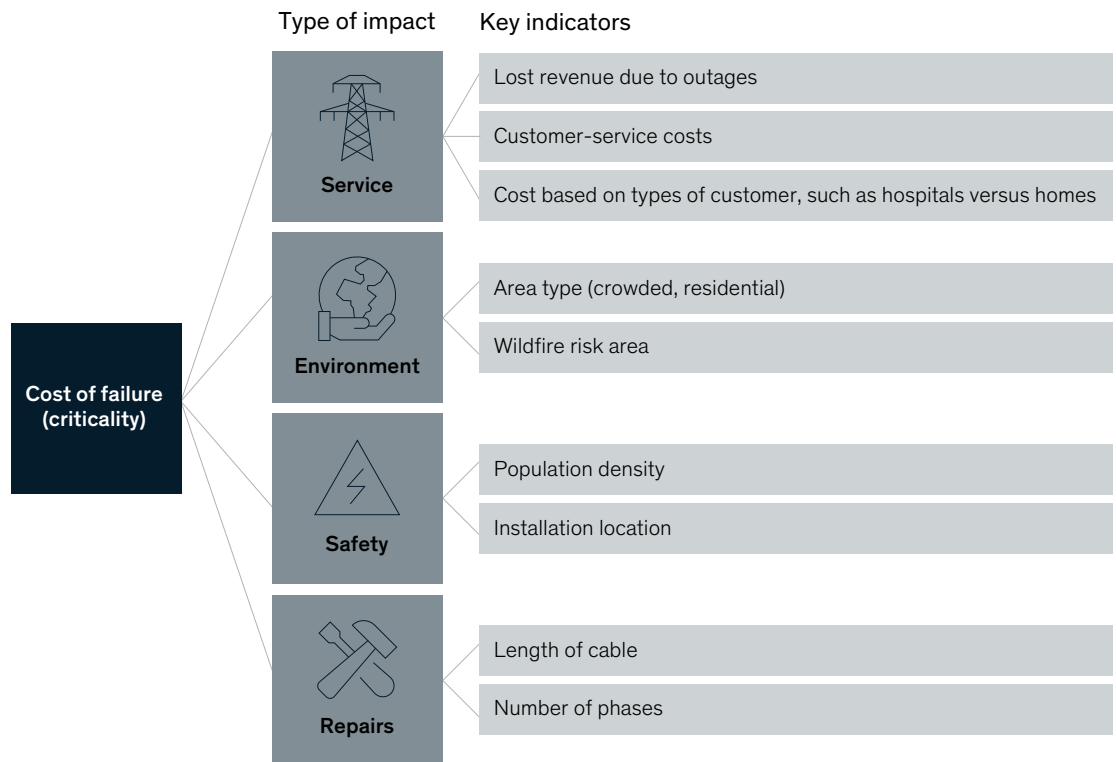 Type of impact
Key indicators
Cost of failure
(criticality)
Service
Lost revenue due to outages
Customer-service costs
Cost based on types of customer, such as hospitals versus homes
Environment
Area type (crowded, residential)
Wildfire risk area
Safety
Population density
Installation location
Repairs
Length of cable
Number of phases